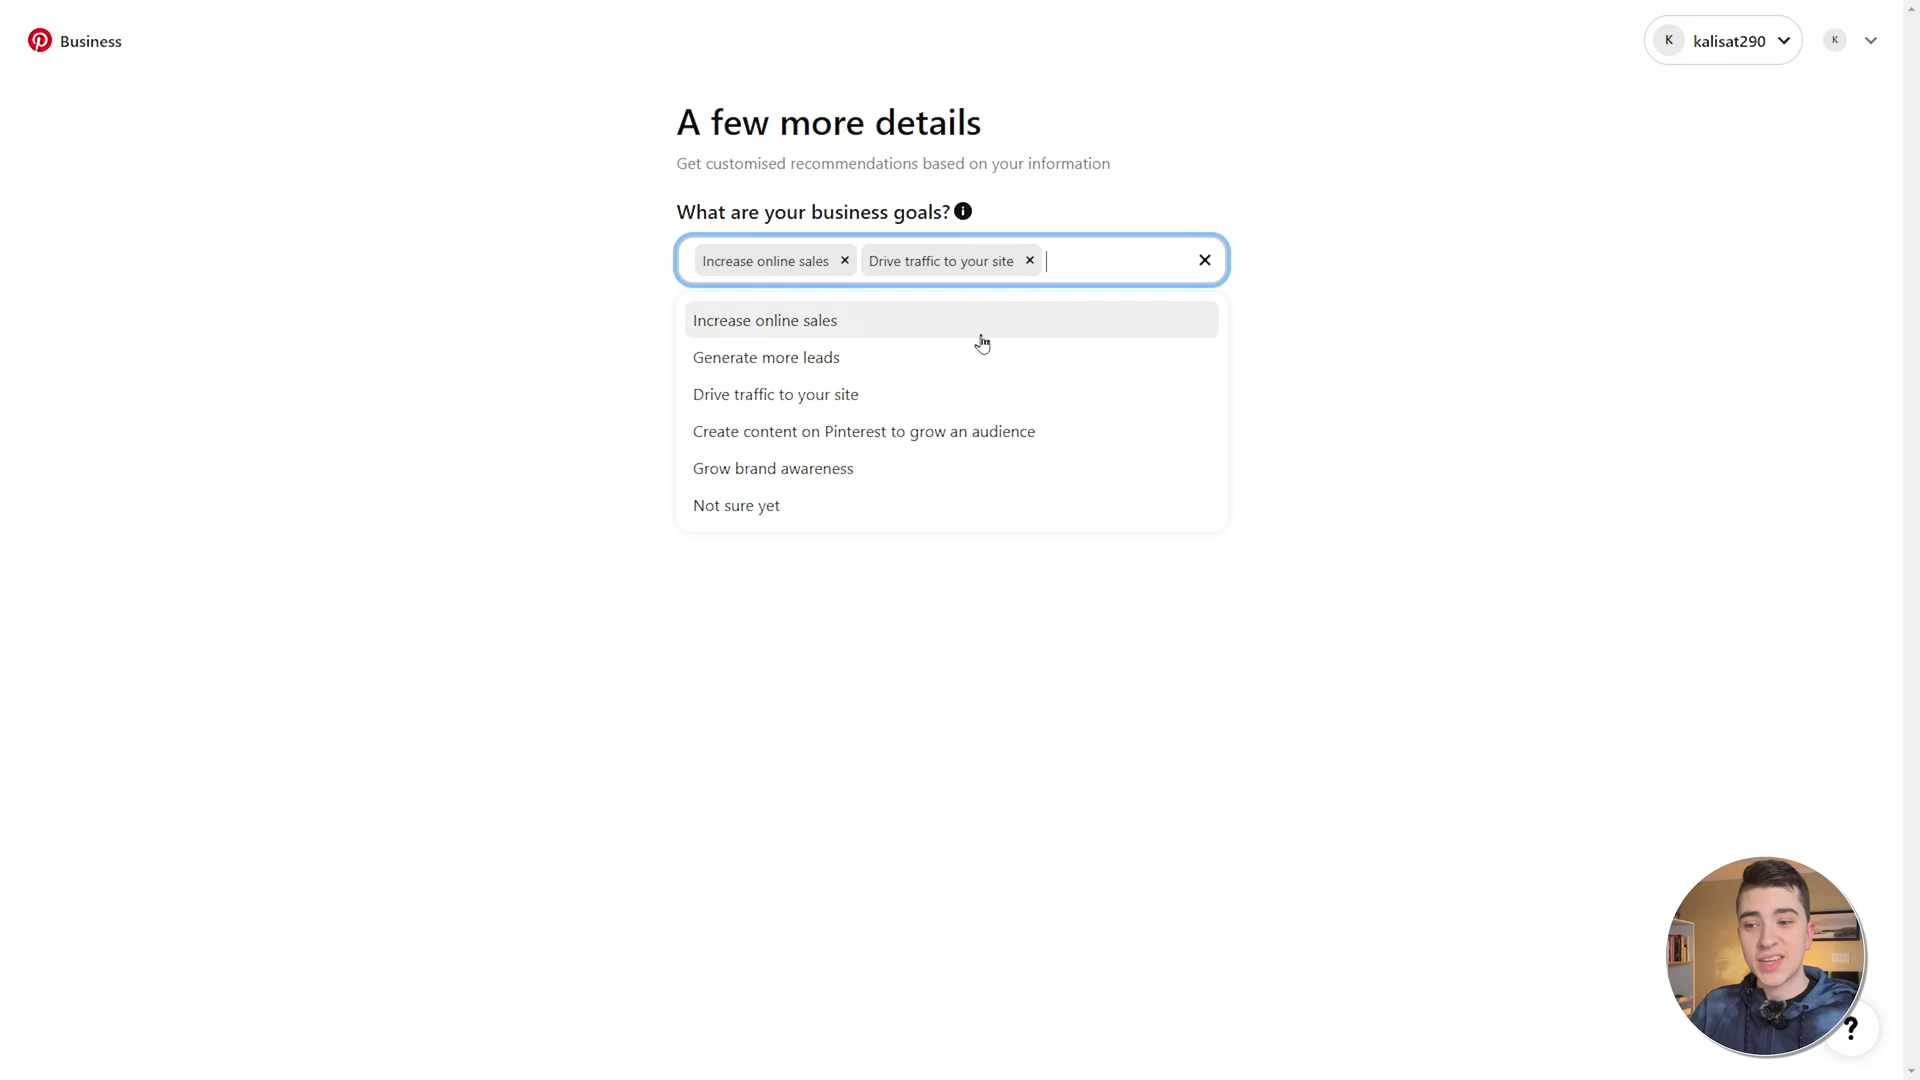 Business
K kalisat290 K
A few more details
Get customised recommendations based on your information
What are your business goals?
Increase online sales × Drive traffic to your site ×
Increase online sales
Generate more leads
Drive traffic to your site
Create content on Pinterest to grow an audience
Grow brand awareness
Not sure yet
?